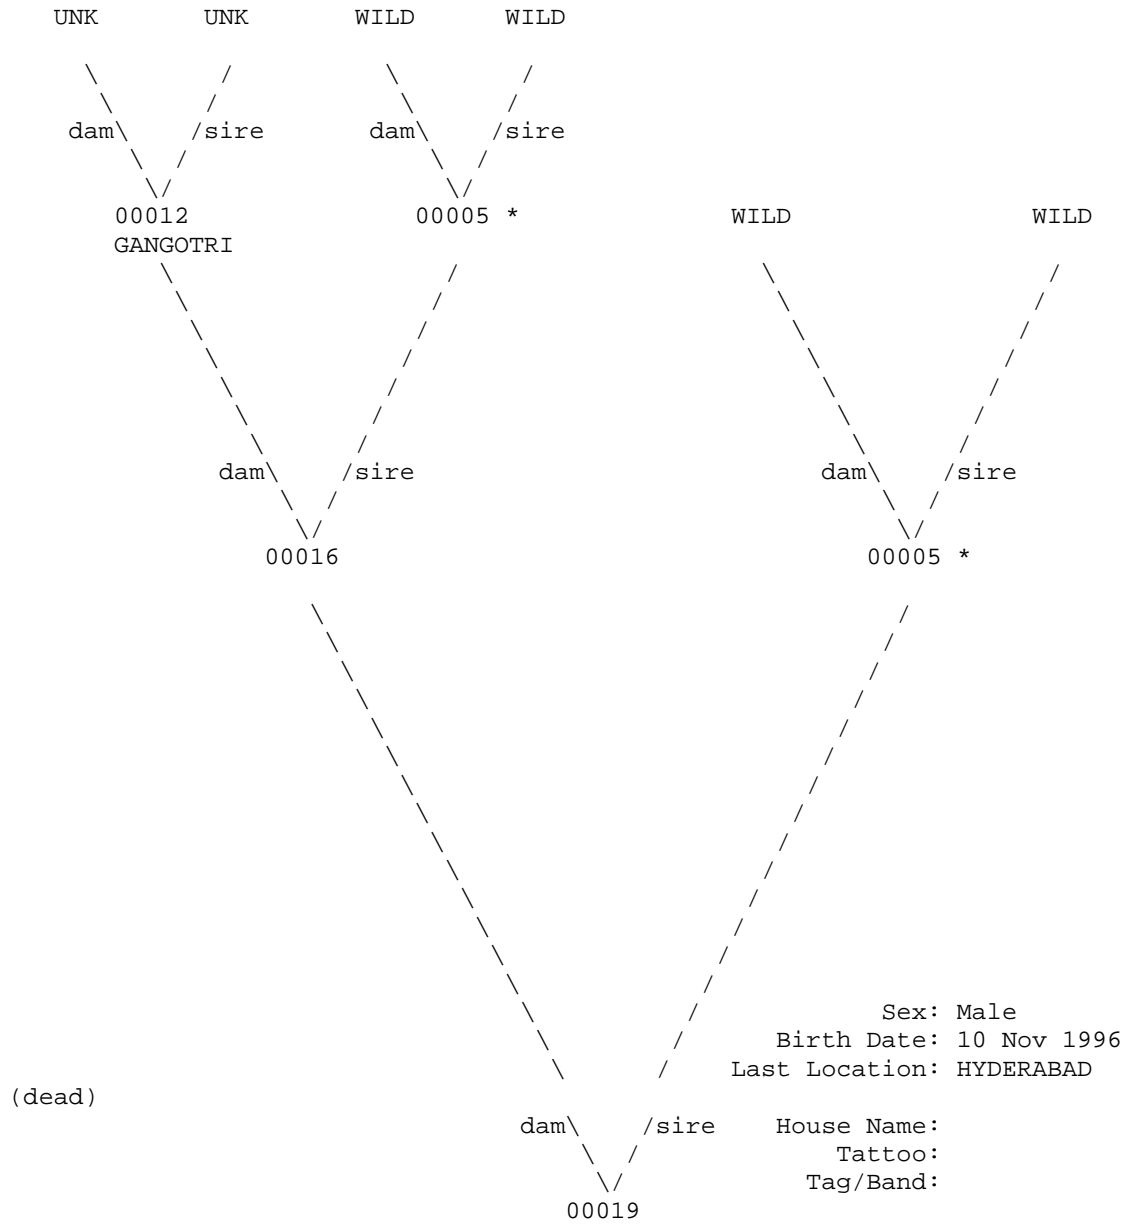 UNK UNK WILD WILD
dam sire dam sire
00012 00005 * WILD WILD
GANGOTRI
dam sire dam sire
00016 00005 *
Sex: Male
Birth Date: 10 Nov 1996
Last Location: HYDERABAD
(dead)
dam sire House Name:
Tattoo:
Tag/Band:
00019